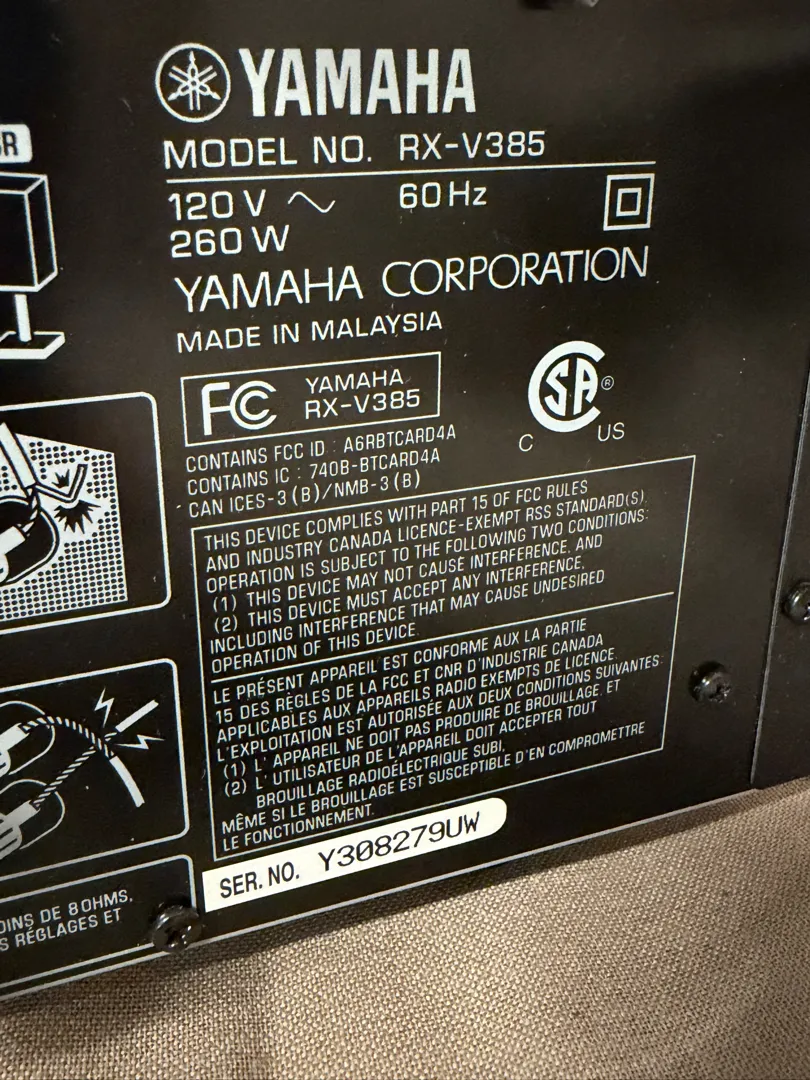 YAMAHA
MODEL NO. RX-V385
120 V ~ 60 Hz
260 W
YAMAHA CORPORATION
MADE IN MALAYSIA
FC YAMAHA
RX-V385
CONTAINS FCC ID : A6RBTCARD4A
CONTAINS IC : 740B-BTCARD4A
CAN ICES-3 (B)/NMB-3 (B)
C SA ® US
THIS DEVICE COMPLIES WITH PART 15 OF FCC RULES
AND INDUSTRY CANADA LICENCE-EXEMPT RSS STANDARD(S).
OPERATION IS SUBJECT TO THE FOLLOWING TWO CONDITIONS:
(1) THIS DEVICE MAY NOT CAUSE INTERFERENCE, AND
(2) THIS DEVICE MUST ACCEPT ANY INTERFERENCE,
INCLUDING INTERFERENCE THAT MAY CAUSE UNDESIRED
OPERATION OF THIS DEVICE.
LE PRÉSENT APPAREIL EST CONFORME AUX LA PARTIE
15 DES RÈGLES DE LA FCC ET CNR D'INDUSTRIE CANADA
APPLICABLES AUX APPAREILS RADIO EXEMPTS DE LICENCE.
L'EXPLOITATION EST AUTORISÉE AUX DEUX CONDITIONS SUIVANTES:
(1) L' APPAREIL NE DOIT PAS PRODUIRE DE BROUILLAGE, ET
(2) L' UTILISATEUR DE L'APPAREIL DOIT ACCEPTER TOUT
BROUILLAGE RADIOÉLECTRIQUE SUBI,
MÊME SI LE BROUILLAGE EST SUSCEPTIBLE D'EN COMPROMETTRE
LE FONCTIONNEMENT.
SER. NO. Y308279UW
DE 8 OHMS,
RÉGLAGES ET